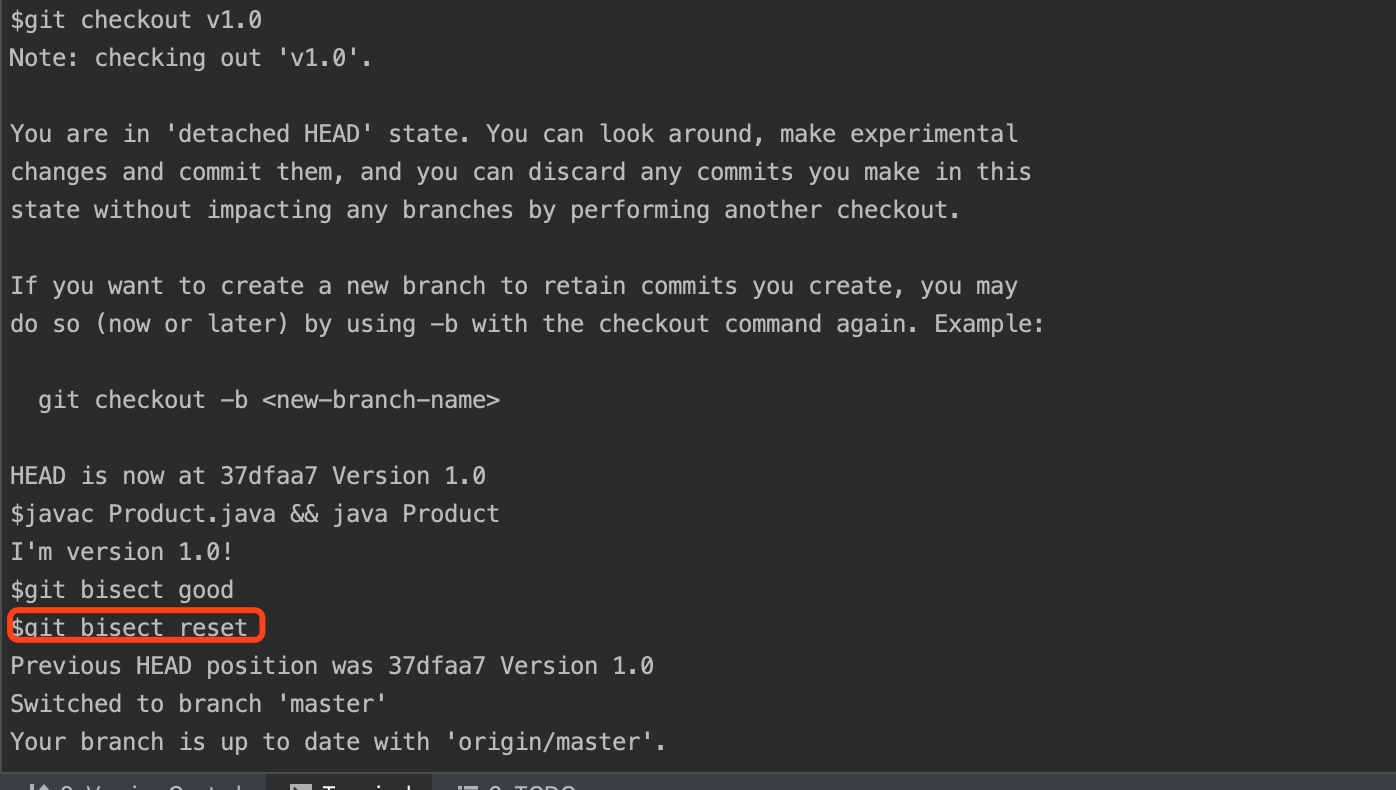 $git checkout v1.0
Note: checking out 'v1.0'.
You are in 'detached HEAD' state. You can look around, make experimental
changes and commit them, and you can discard any commits you make in this
state without impacting any branches by performing another checkout.
If you want to create a new branch to retain commits you create, you may
do so (now or later) by using -b with the checkout command again. Example:
git checkout -b <new-branch-name>
HEAD is now at 37dfaa7 Version 1.0
$javac Product.java && java Product
I'm version 1.0!
$git bisect good
$git bisect reset
Previous HEAD position was 37dfaa7 Version 1.0
Switched to branch 'master'
Your branch is up to date with 'origin/master'.